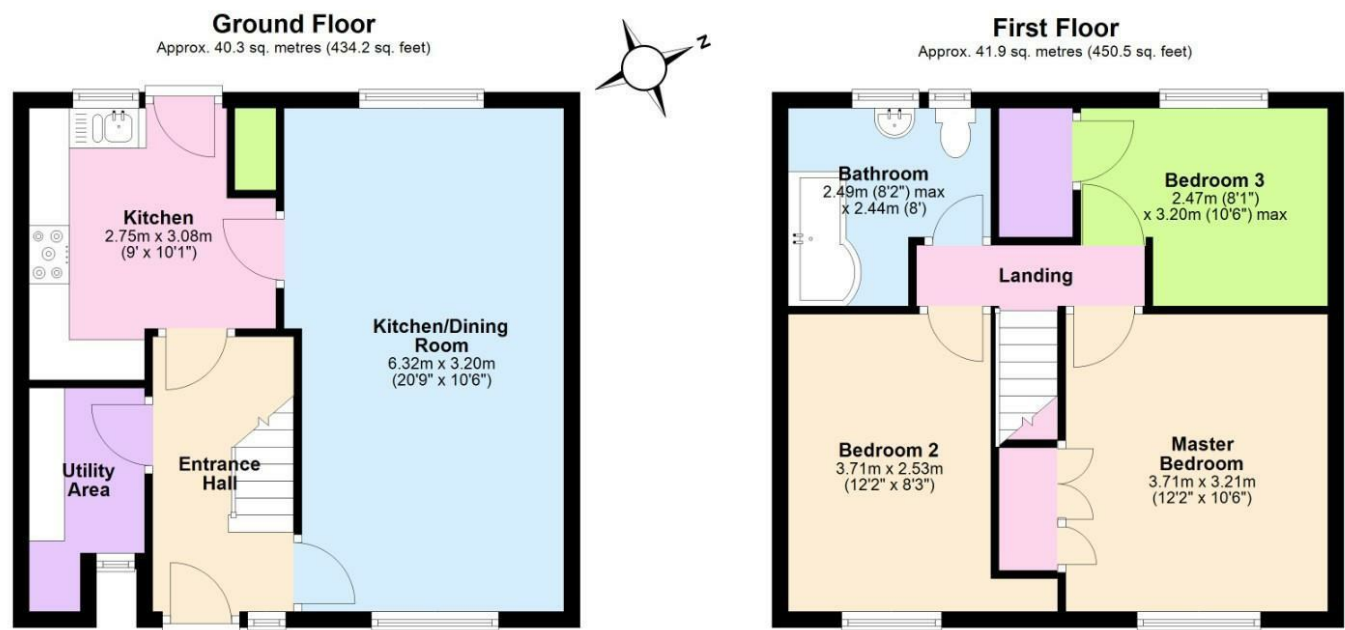 Ground Floor
Approx. 40.3 sq. metres (434.2 sq. feet)
Kitchen
2.75m x 3.08m
(9' x 10'1")
Kitchen/Dining
Room
6.32m x 3.20m
(20'9" x 10'6")
Utility
Area
Entrance
Hall
N
First Floor
Approx. 41.9 sq. metres (450.5 sq. feet)
Bathroom
2.49m (8'2") max
x 2.44m (8')
Bedroom 3
2.47m (8'1")
x 3.20m (10'6") max
Landing
Bedroom 2
3.71m x 2.53m
(12'2" x 8'3")
Master
Bedroom
3.71m x 3.21m
(12'2" x 10'6")